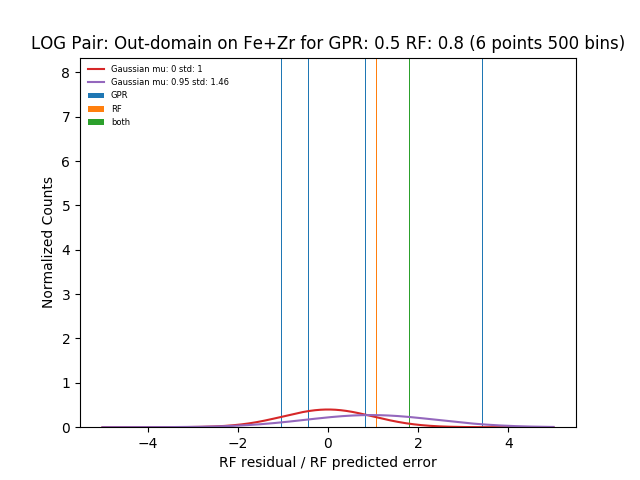 LOG Pair: Out-domain on Fe+Zr for GPR: 0.5 RF: 0.8 (6 points 500 bins)
Gaussian mu: 0 std: 1
Gaussian mu: 0.95 std: 1.46
GPR
RF
both
8
7
6
5
4
3
2
1
0
Normalized Counts
−4
−2
0
2
4
RF residual / RF predicted error